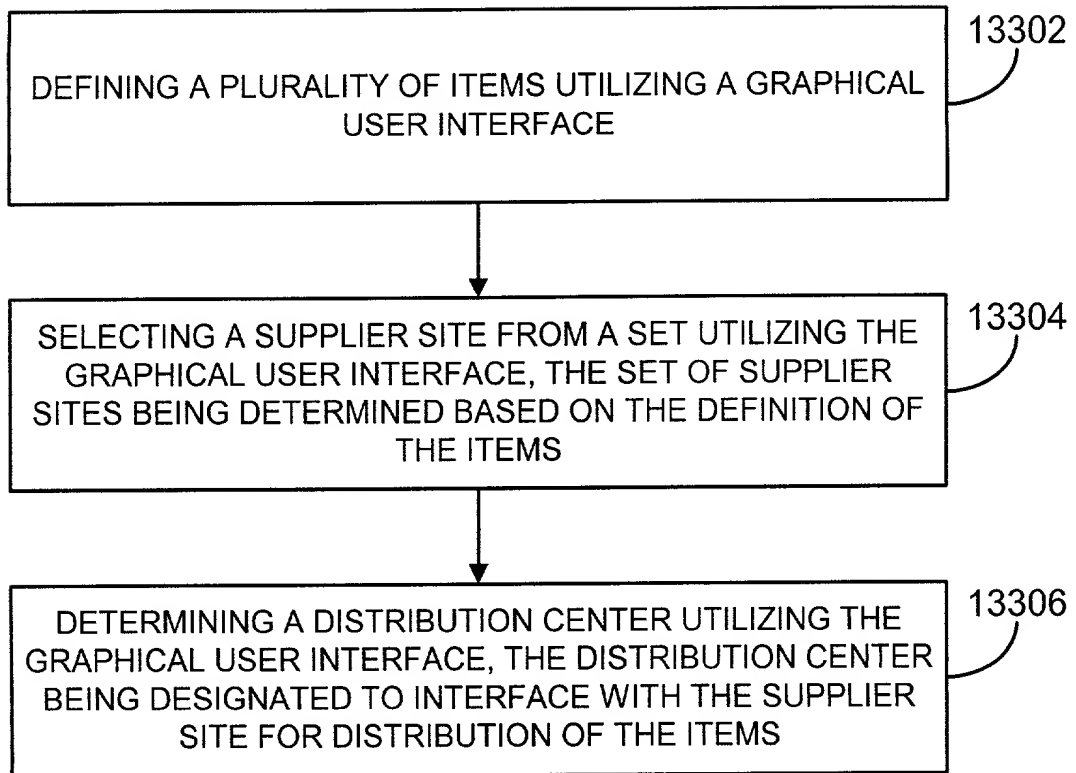 13302
DEFINING A PLURALITY OF ITEMS UTILIZING A GRAPHICAL
USER INTERFACE
13304
SELECTING A SUPPLIER SITE FROM A SET UTILIZING THE
GRAPHICAL USER INTERFACE, THE SET OF SUPPLIER
SITES BEING DETERMINED BASED ON THE DEFINITION OF
THE ITEMS
13306
DETERMINING A DISTRIBUTION CENTER UTILIZING THE
GRAPHICAL USER INTERFACE, THE DISTRIBUTION CENTER
BEING DESIGNATED TO INTERFACE WITH THE SUPPLIER
SITE FOR DISTRIBUTION OF THE ITEMS